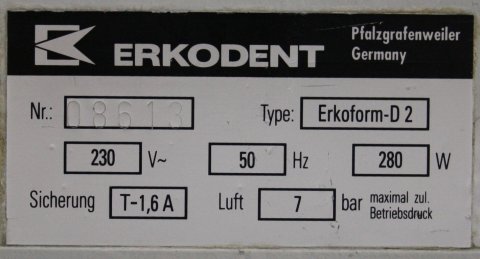 ERKODENT
Pfalzgrafenweiler
Germany
Nr.: 08613 Type: Erkoform-D 2
230 V~ 50 Hz 280 W
Sicherung T-1,6 A Luft 7 bar maximal zul.
Betriebsdruck